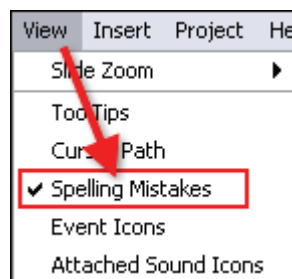 View Insert Project He
Slide Zoom
Tool Tips
Cursor Path
Spelling Mistakes
Event Icons
Attached Sound Icons